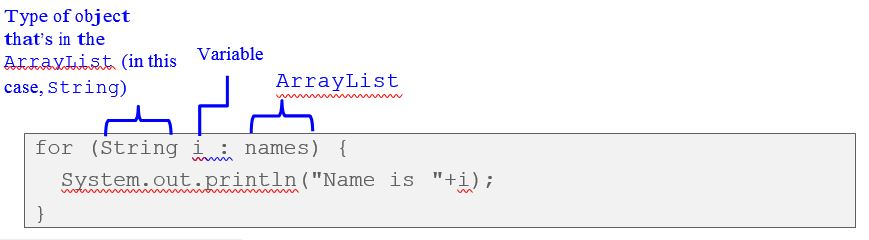 Type of object
that's in the
ArrayList (in this
case, String)
Variable
ArrayList
for (String i : names) {
System.out.println("Name is "+i);
}